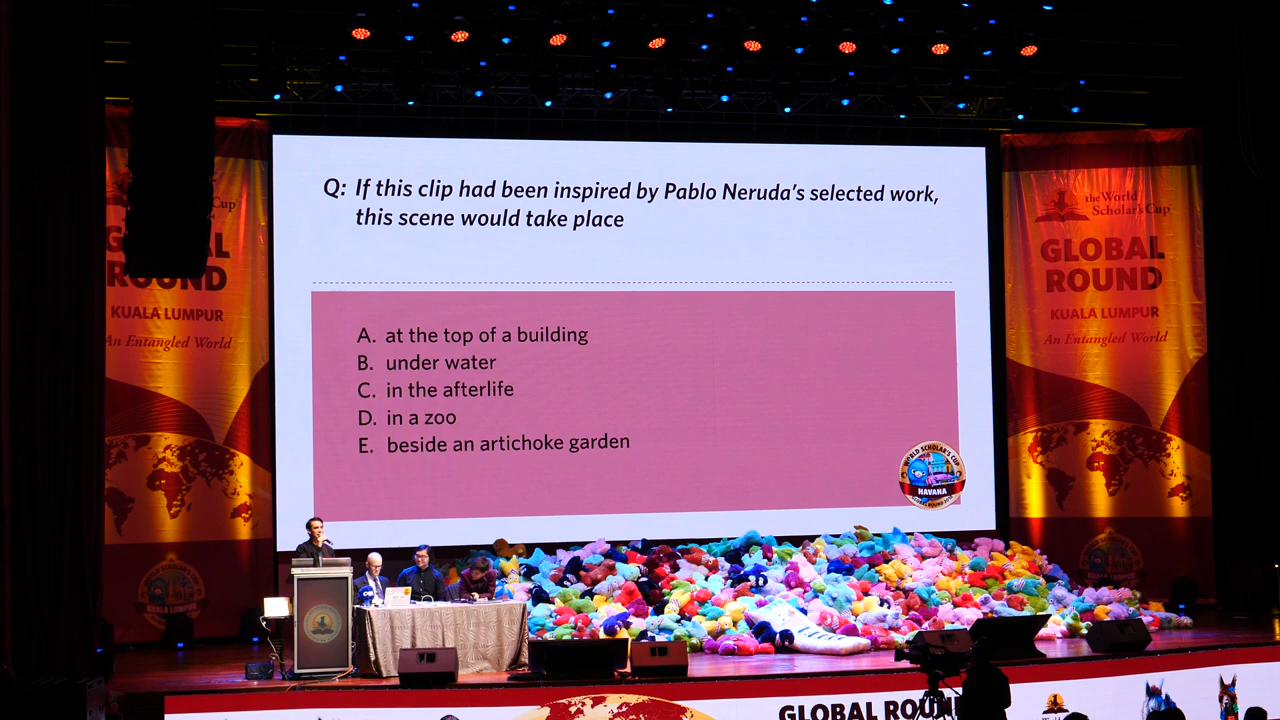 Q: If this clip had been inspired by Pablo Neruda's selected work,
this scene would take place
A. at the top of a building
B. under water
C. in the afterlife
D. in a zoo
E. beside an artichoke garden
WORLD SCHOLAR'S CUP
HAVANA
Cup
ROUND
KUALA LUMPUR
An Entangled World
the World
Scholar's Cup
GLOBAL
ROUND
KUALA LUMPUR
An Entangled World
GLOBAL ROUN